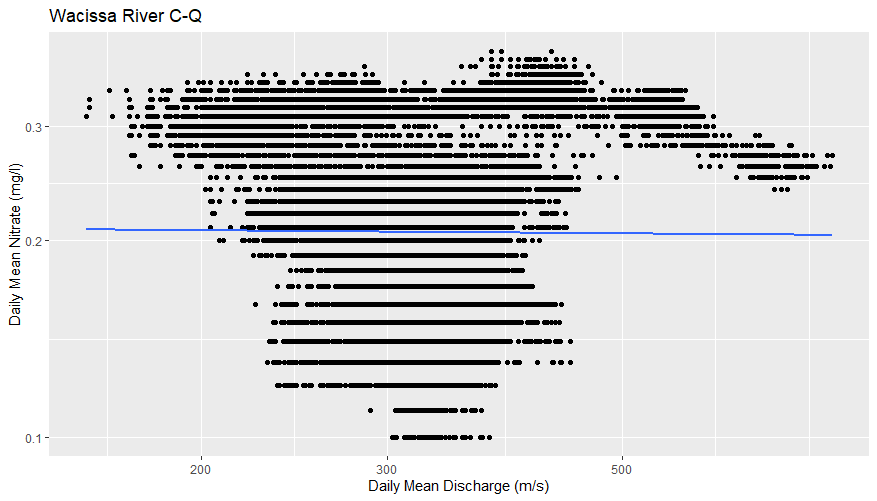 Wacissa River C-Q
Daily Mean Nitrate (mg/l)
0.3
0.2
0.1
200
300
500
Daily Mean Discharge (m/s)